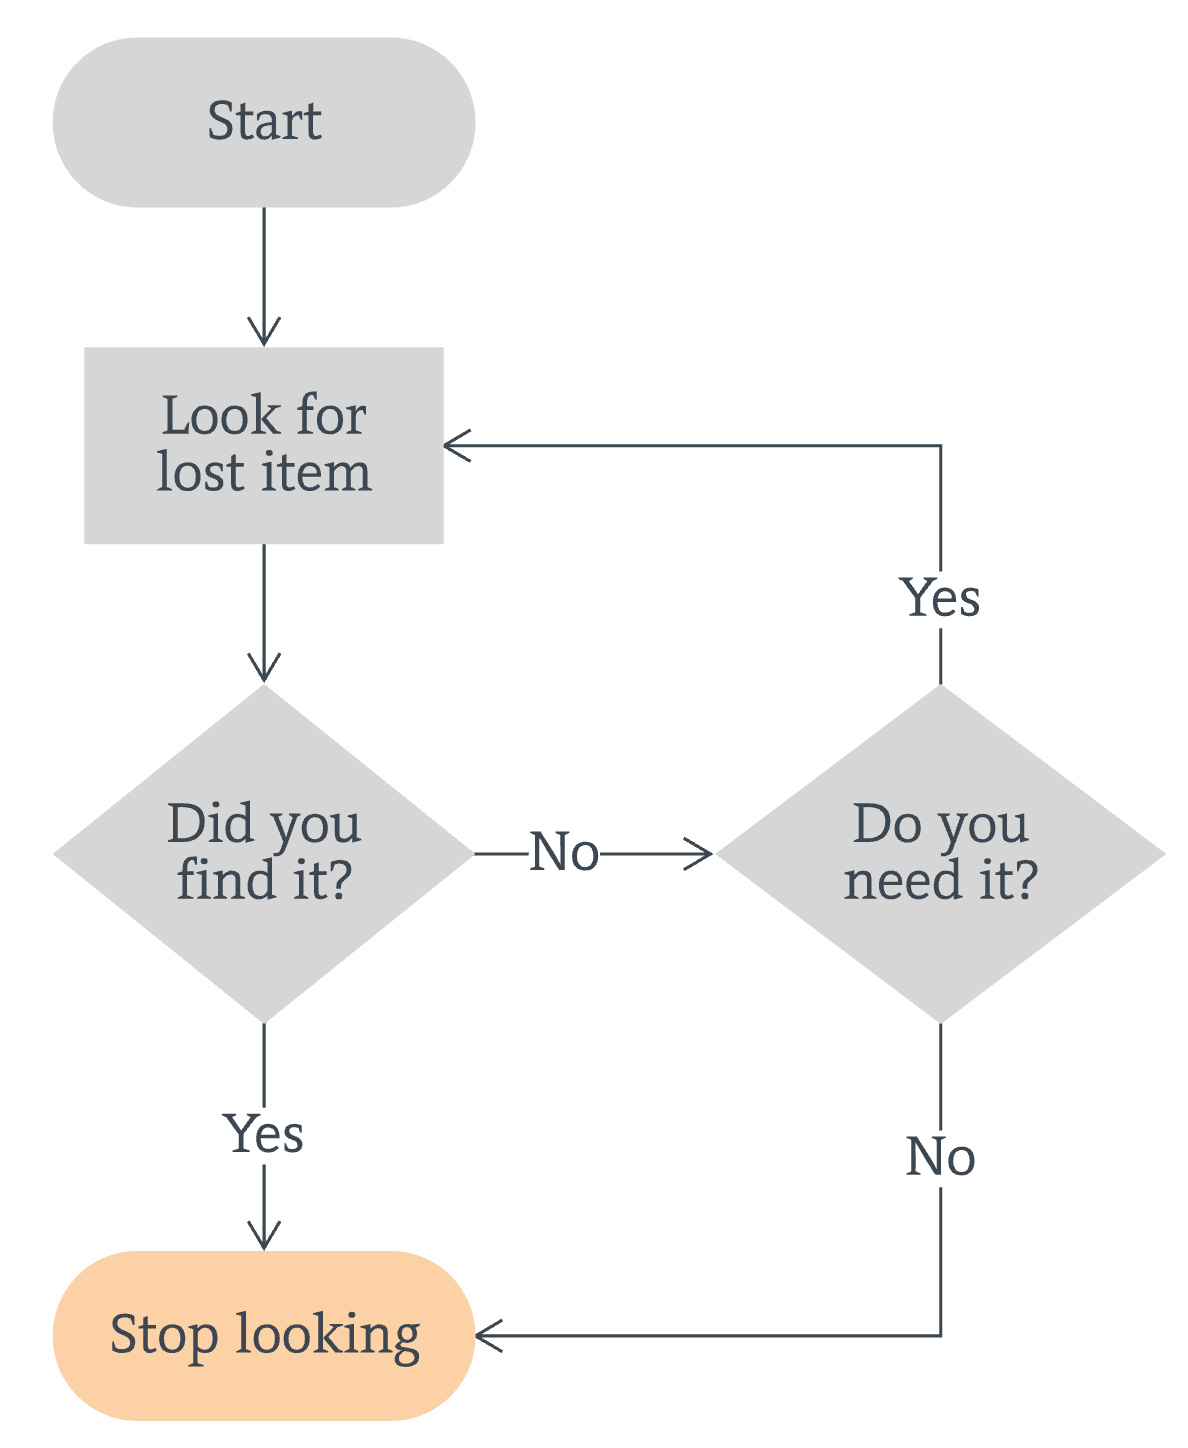 Start
Look for
lost item
Yes
Did you
find it?
No
Do you
need it?
Yes
No
Stop looking